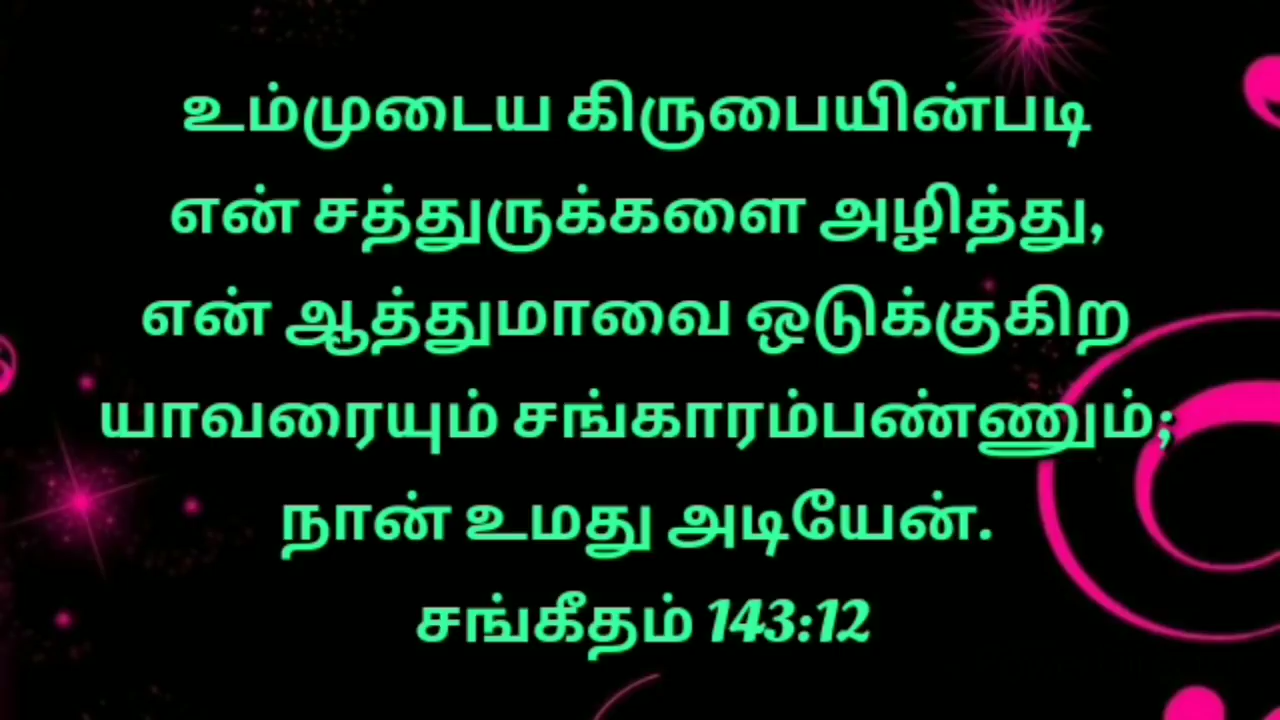 உம்முடைய கிருபையின்படி
என் சத்துருக்களை அழித்து,
என் ஆத்துமாவை ஒடுக்குகிற
யாவரையும் சங்காரம்பண்ணும்;
நான் உமது அடியேன்.
சங்கீதம் 143:12